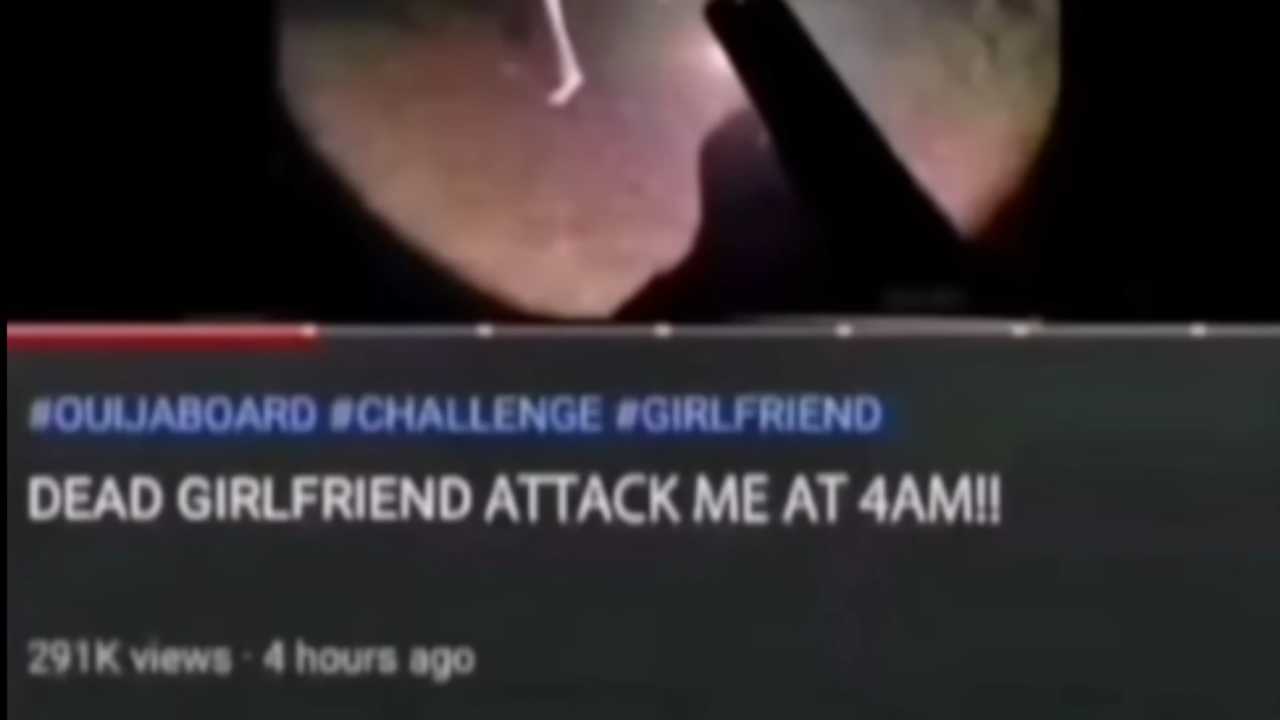 #OUIJABOARD #CHALLENGE #GIRLFRIEND
DEAD GIRLFRIEND ATTACK ME AT 4AM!!
291K views · 4 hours ago